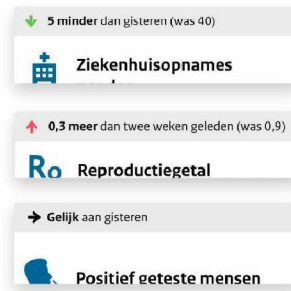 5 minder dan gisteren (was 40)
Ziekenhuisopnames
0,3 meer dan twee weken geleden (was 0,9)
Ro Reproductiegetal
Gelijk aan gisteren
Positief geteste mensen